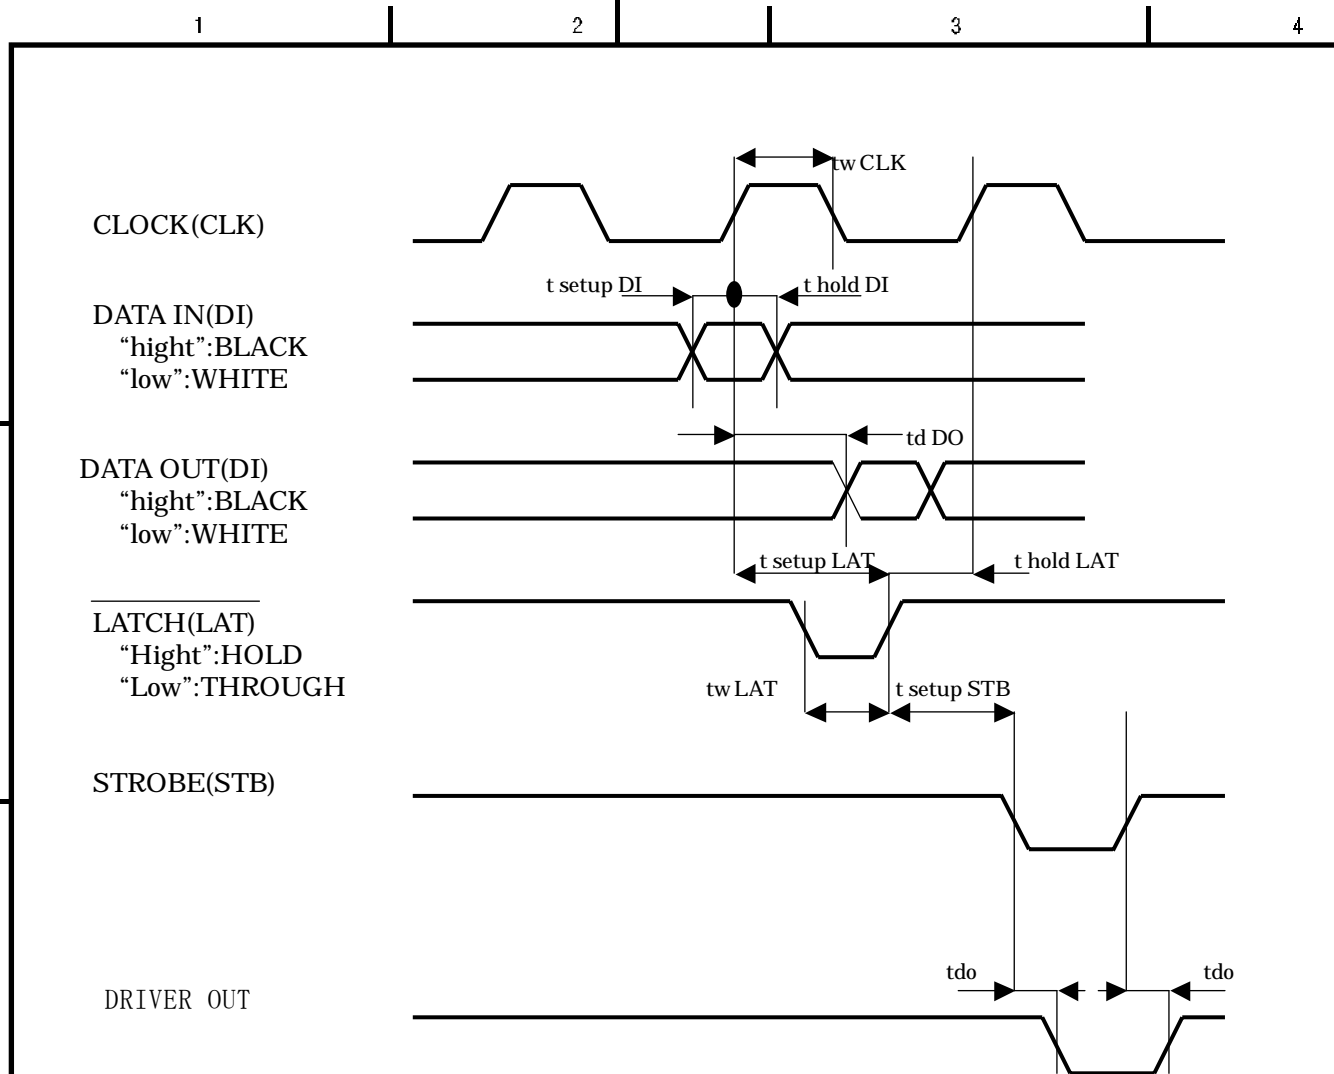 1 2 3 4
tw CLK
CLOCK(CLK)
t setup DI t hold DI
DATA IN(DI)
“hight”:BLACK
“low”:WHITE
td DO
DATA OUT(DI)
“hight”:BLACK
“low”:WHITE
t setup LAT t hold LAT
LATCH(LAT)
“Hight”:HOLD
“Low”:THROUGH
tw LAT t setup STB
STROBE(STB)
tdo tdo
DRIVER OUT